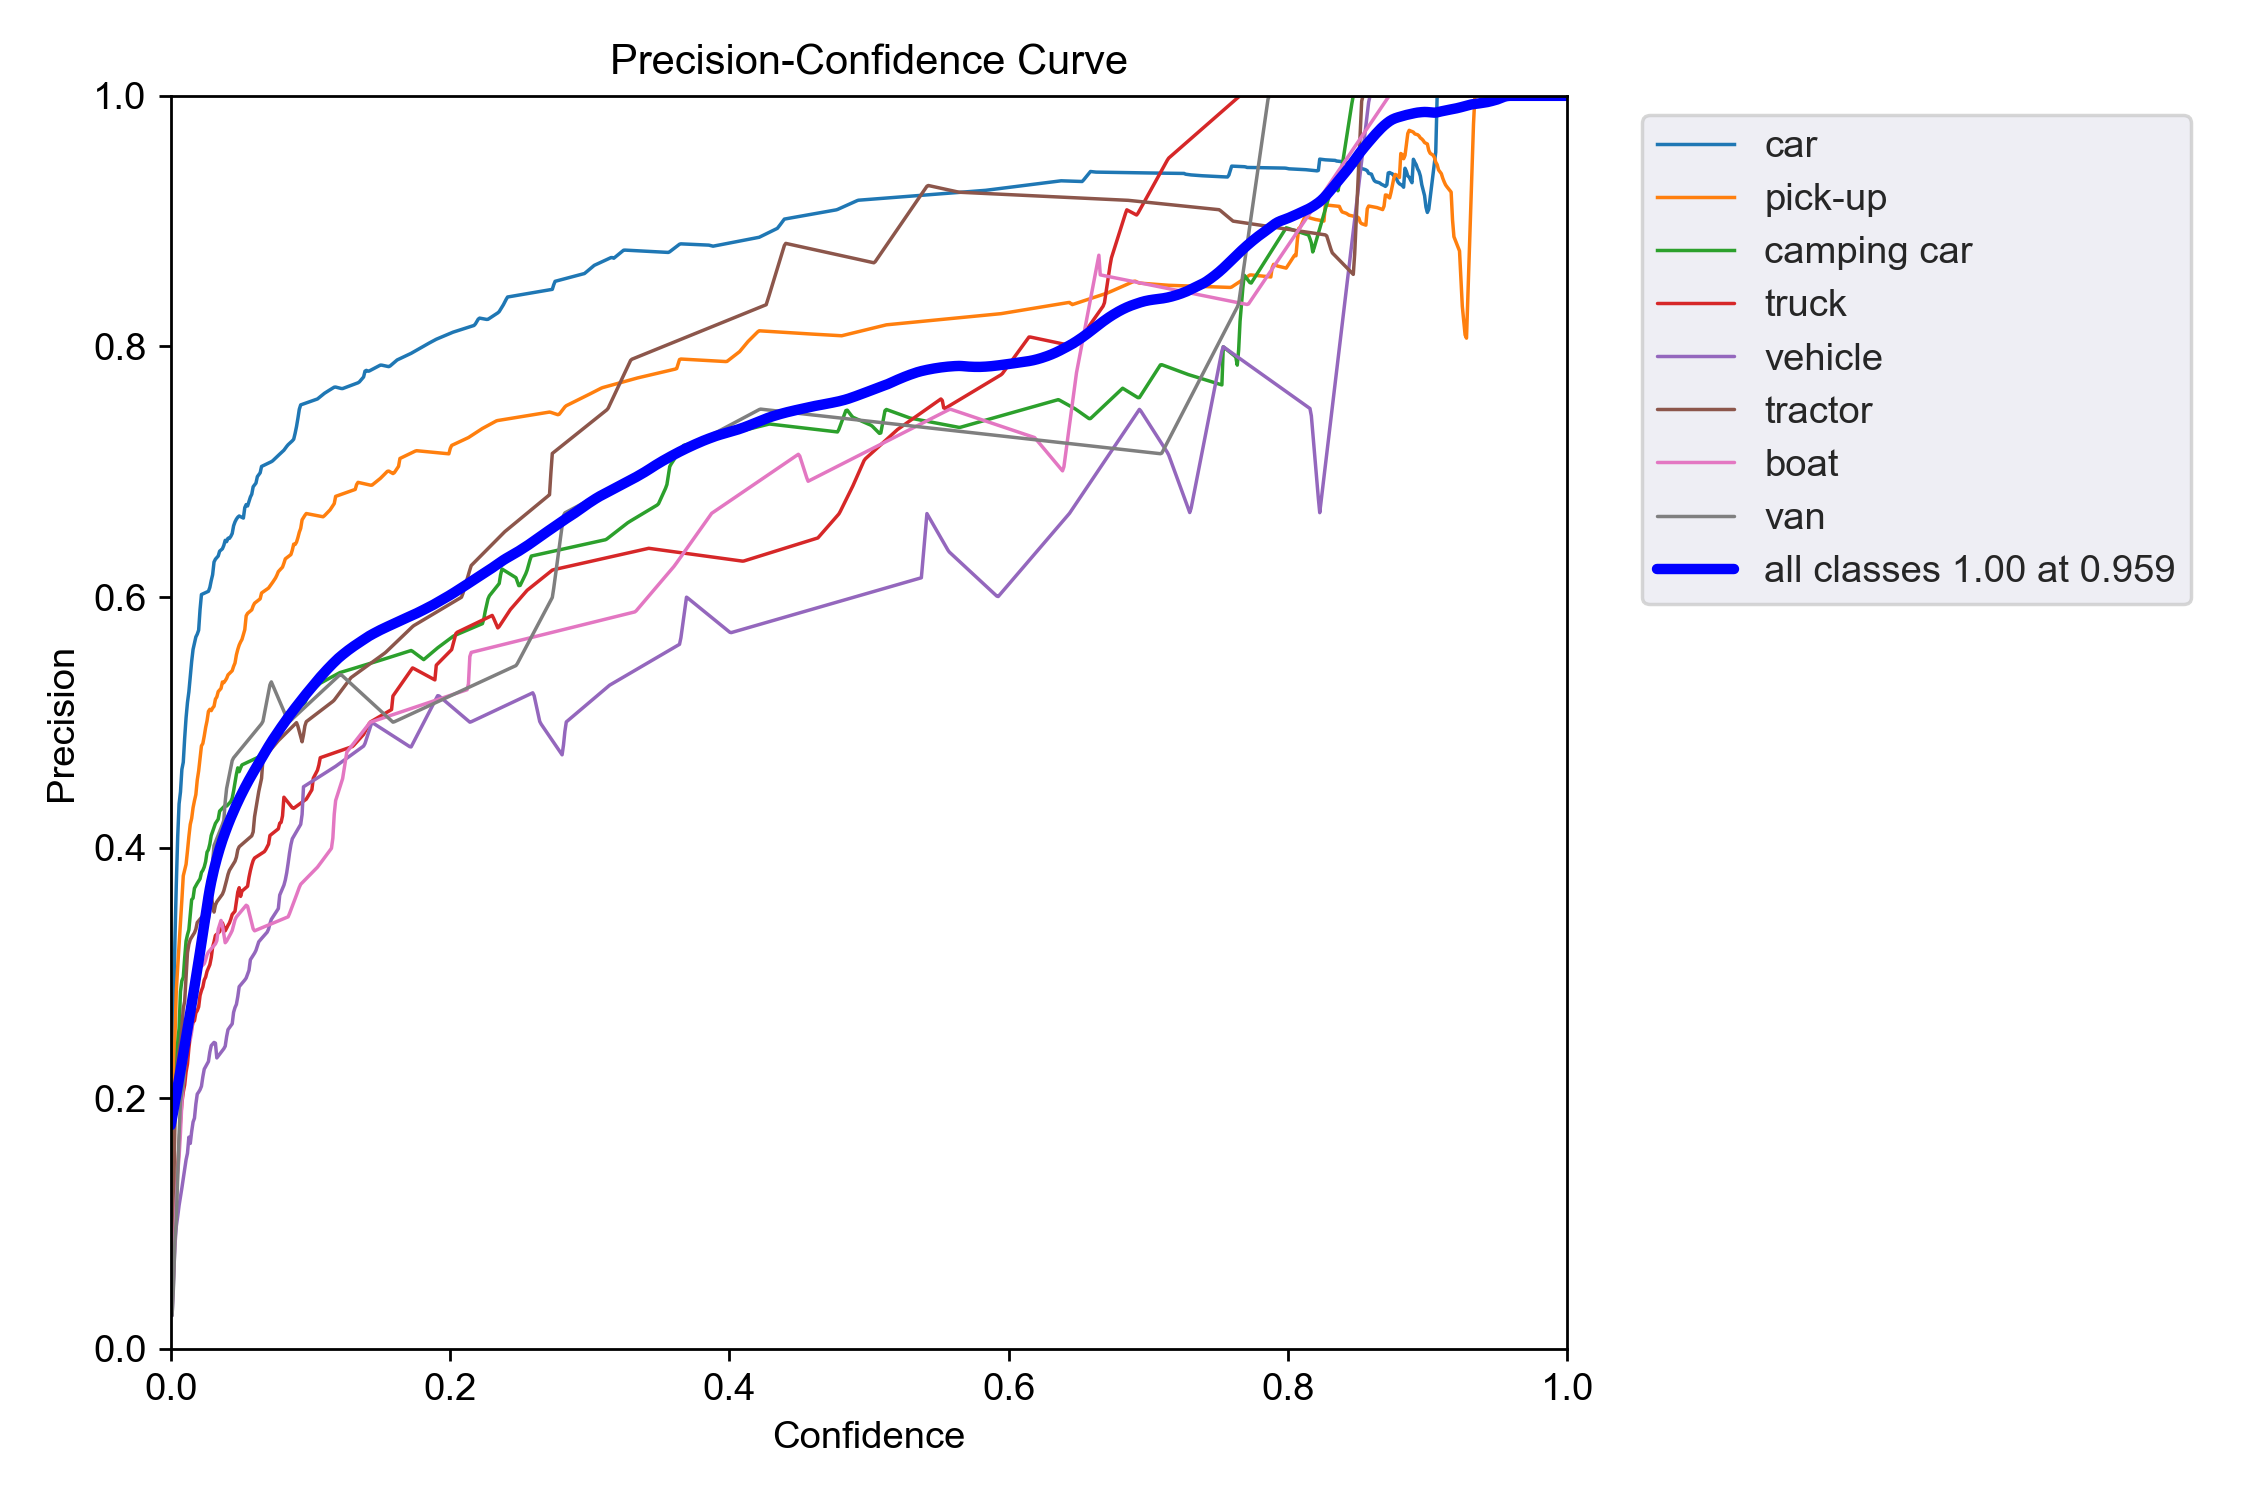 Precision-Confidence Curve
1.0
0.8
0.6
0.4
0.2
0.0
Precision
0.0 0.2 0.4 0.6 0.8 1.0
Confidence
car
pick-up
camping car
truck
vehicle
tractor
boat
van
all classes 1.00 at 0.959